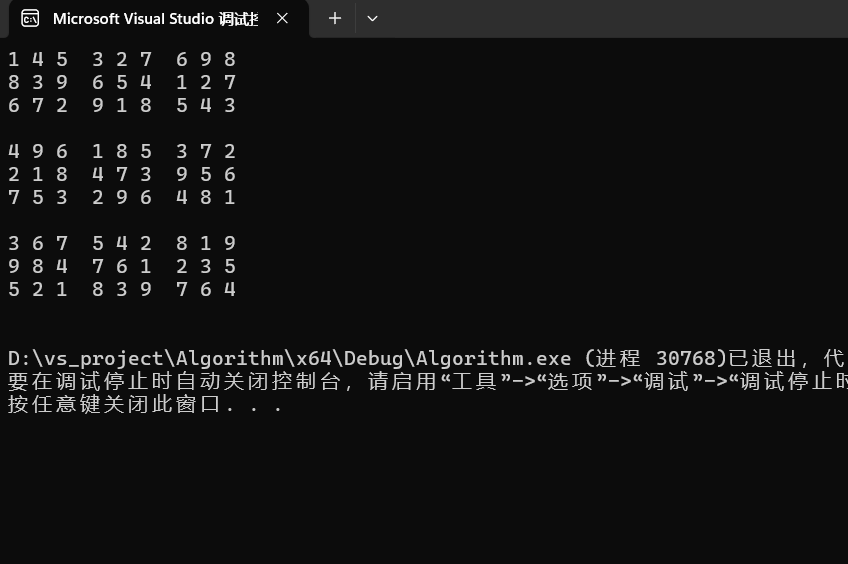 Microsoft Visual Studio 调试
1 4 5 3 2 7 6 9 8
8 3 9 6 5 4 1 2 7
6 7 2 9 1 8 5 4 3
4 9 6 1 8 5 3 7 2
2 1 8 4 7 3 9 5 6
7 5 3 2 9 6 4 8 1
3 6 7 5 4 2 8 1 9
9 8 4 7 6 1 2 3 5
5 2 1 8 3 9 7 6 4
D:\vs_project\Algorithm\x64\Debug\Algorithm.exe (进程 30768)已退出，代
要在调试停止时自动关闭控制台，请启用“工具”->“选项”->“调试”->“调试停止时
按任意键关闭此窗口. . .